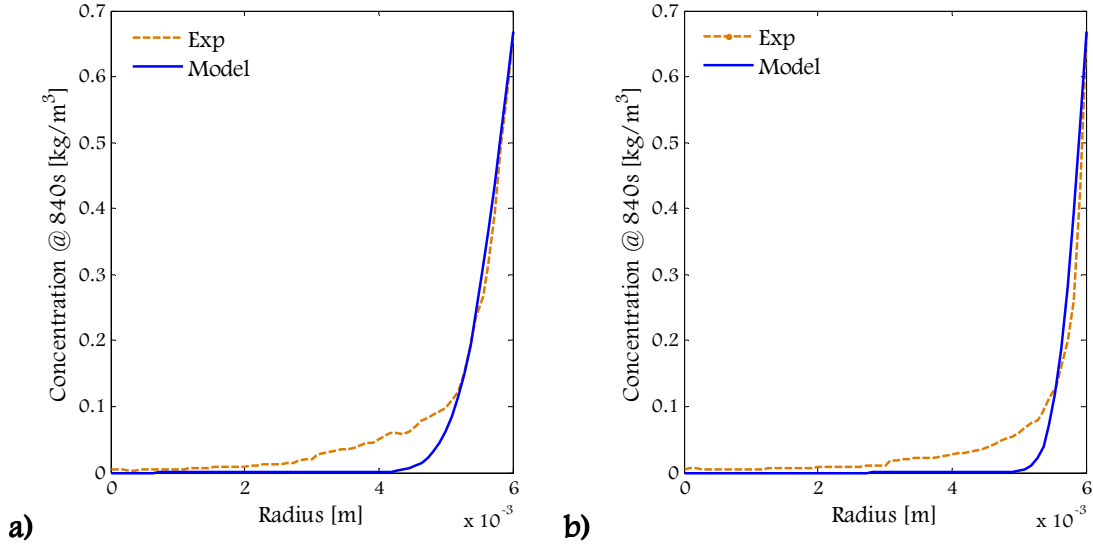 0.7
0.6
0.5
0.4
0.3
0.2
0.1
0
Concentration @ 840s [kg/m³]
Exp
Model
0 2 4 6
Radius [m]
x 10⁻³
a)
0.7
0.6
0.5
0.4
0.3
0.2
0.1
0
Concentration @ 840s [kg/m³]
Exp
Model
0 2 4 6
Radius [m]
x 10⁻³
b)